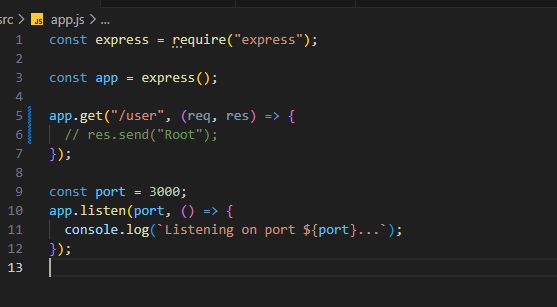 src > JS app.js > ...
1 const express = require("express");
2
3 const app = express();
4
5 app.get("/user", (req, res) => {
6   // res.send("Root");
7 });
8
9 const port = 3000;
10 app.listen(port, () => {
11   console.log(`Listening on port ${port}...`);
12 });
13